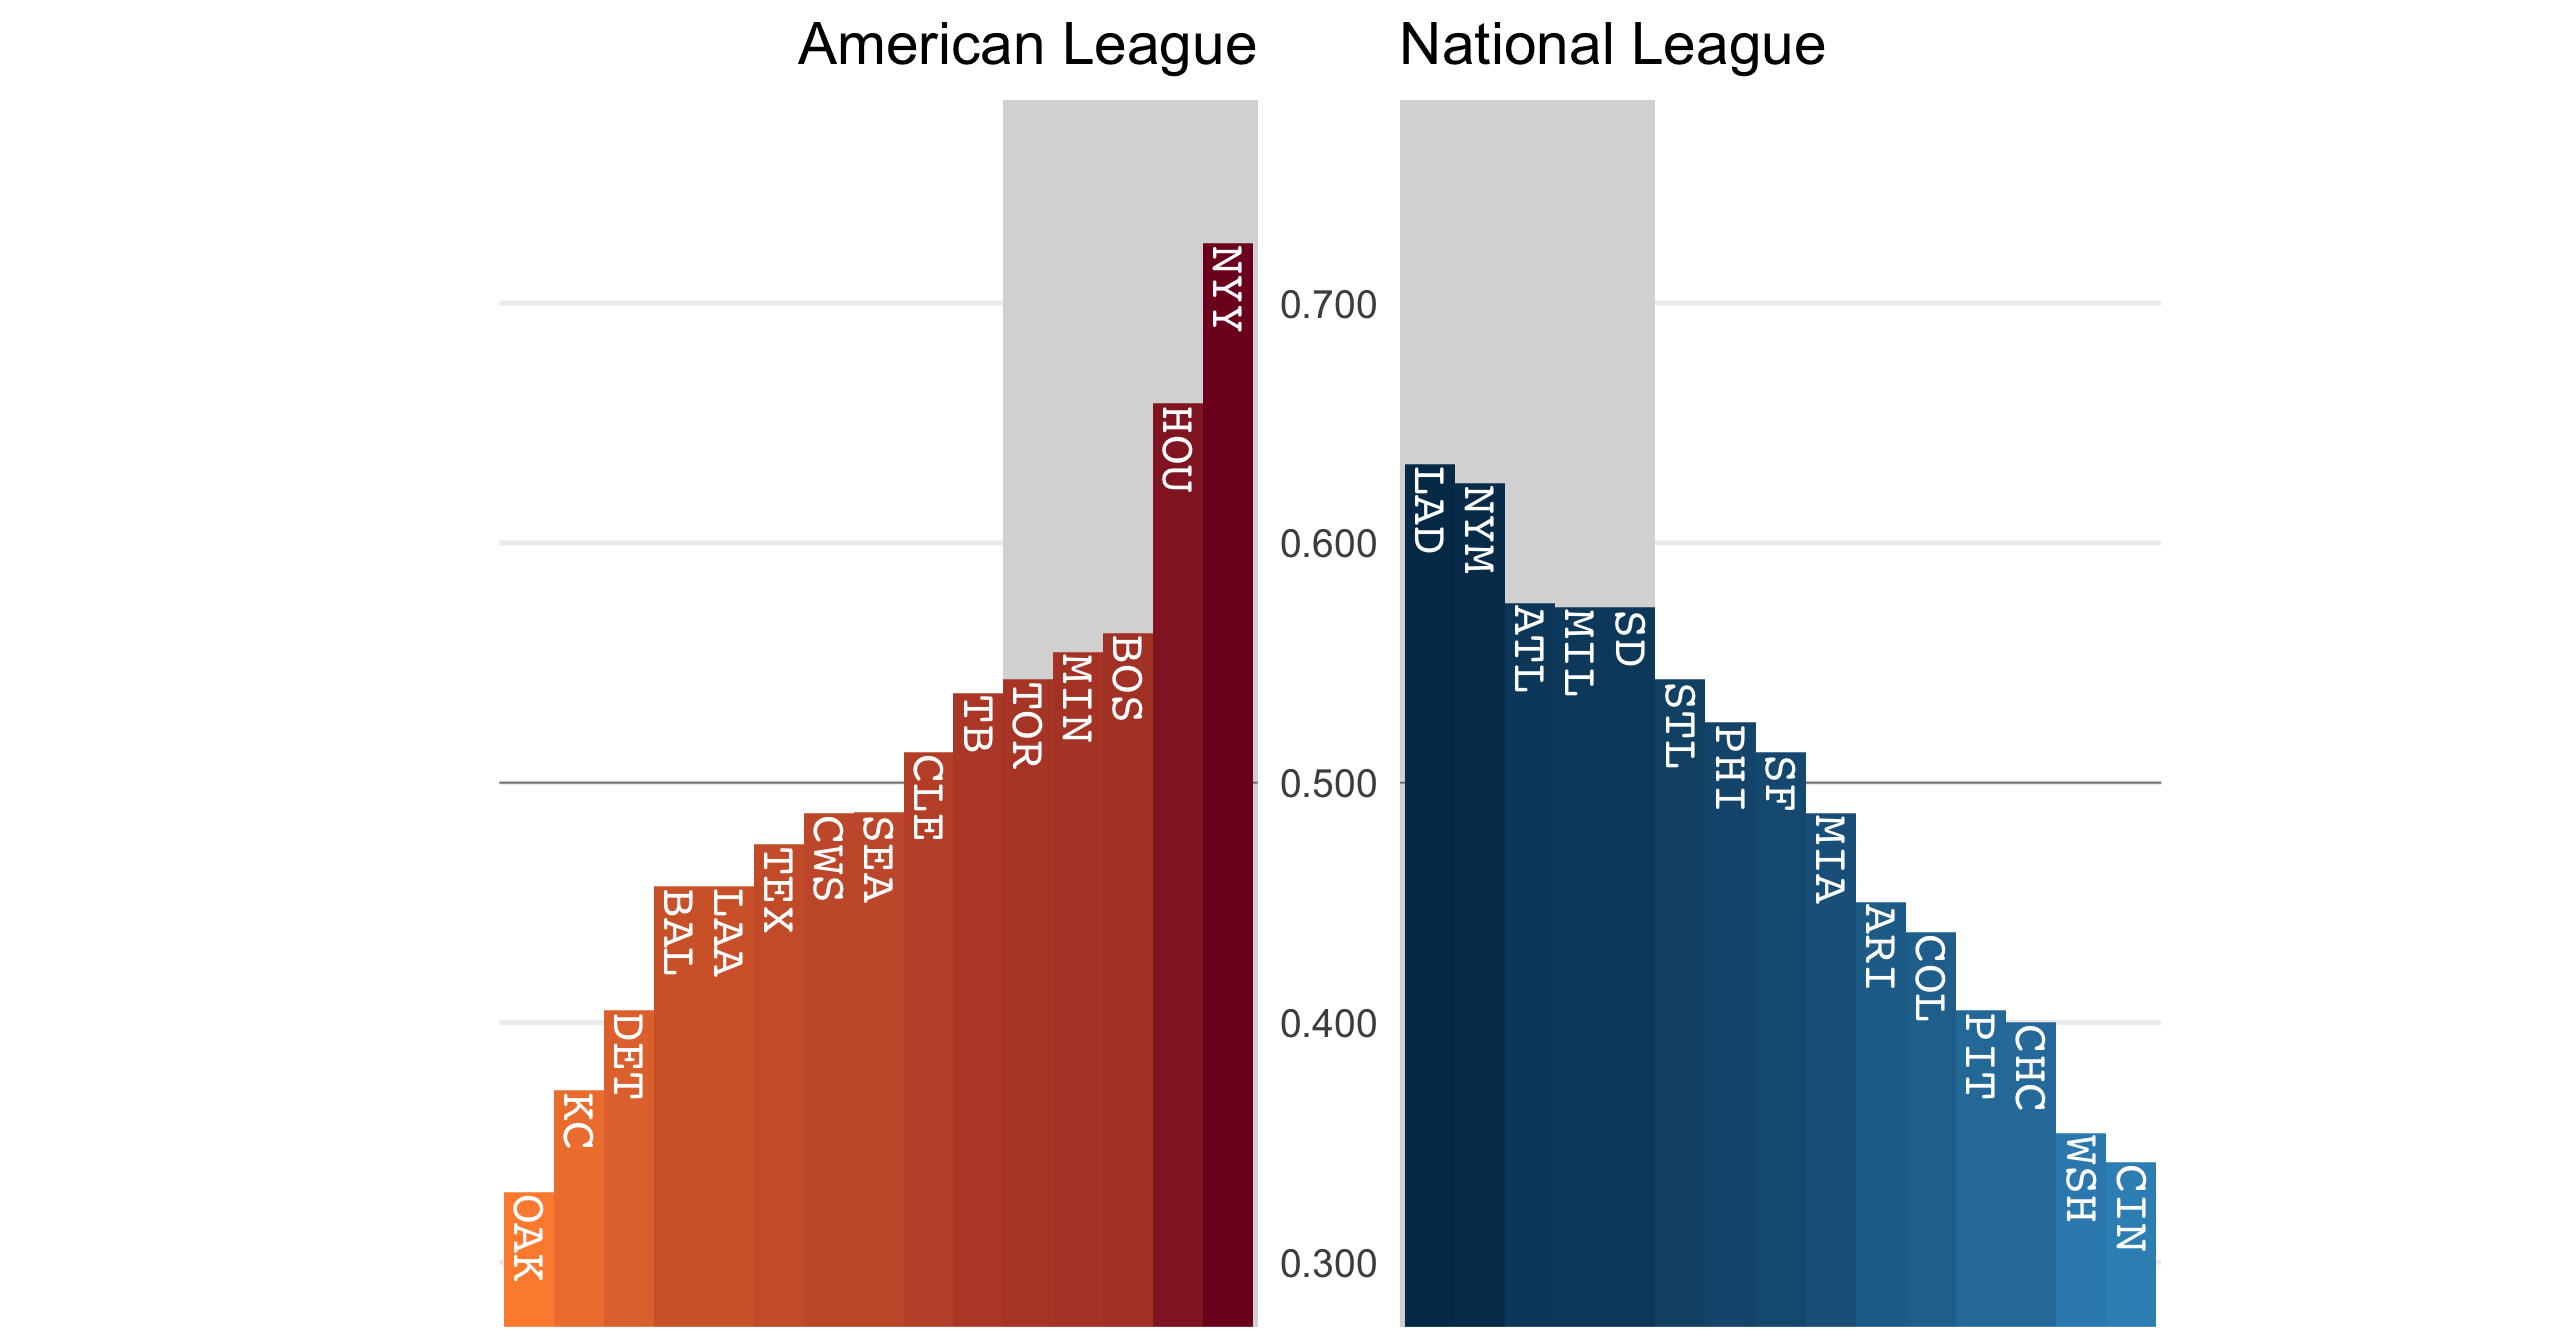 American League
National League
0.700
0.600
0.500
0.400
0.300
OAK
KC
DET
BAL
LAA
TEX
CWS
SEA
CLE
TB
TOR
MIN
BOS
HOU
NYY
LAD
NYM
ATL
MIL
SD
STL
PHI
SF
MIA
ARI
COL
PIT
CHC
WSH
CIN